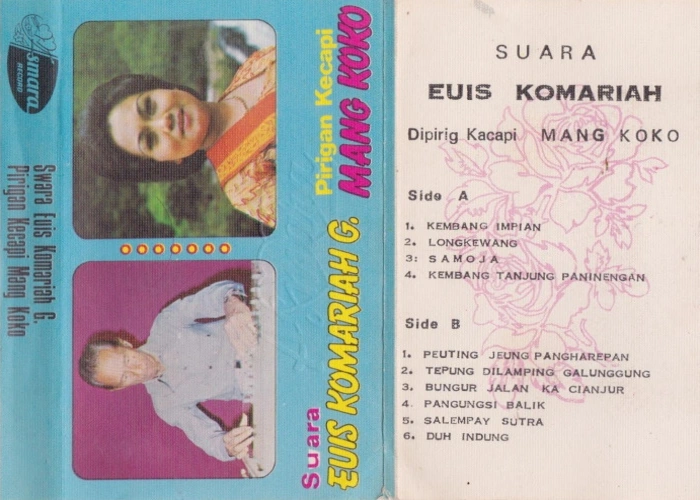 Asmara
RECORD
Swara Euis Komariah G.
Pirigan Kecapi Mang Koko
Suara
EUIS KOMARIAH G.
Pirigan Kecapi
MANG KOKO
SUARA
EUIS KOMARIAH
Dipirig Kacapi MANG KOKO
Side A
1. KEMBANG IMPIAN
2. LONGKEWANG
3: SAMOJA
4. KEMBANG TANJUNG PANINENGAN
Side B
1. PEUTING JEUNG PANGHAREPAN
2. TEPUNG DILAMPING GALUNGGUNG
3. BUNGUR JALAN KA CIANJUR
4. PANGUNGSI BALIK
5. SALEMPAY SUTRA
6. DUH INDUNG